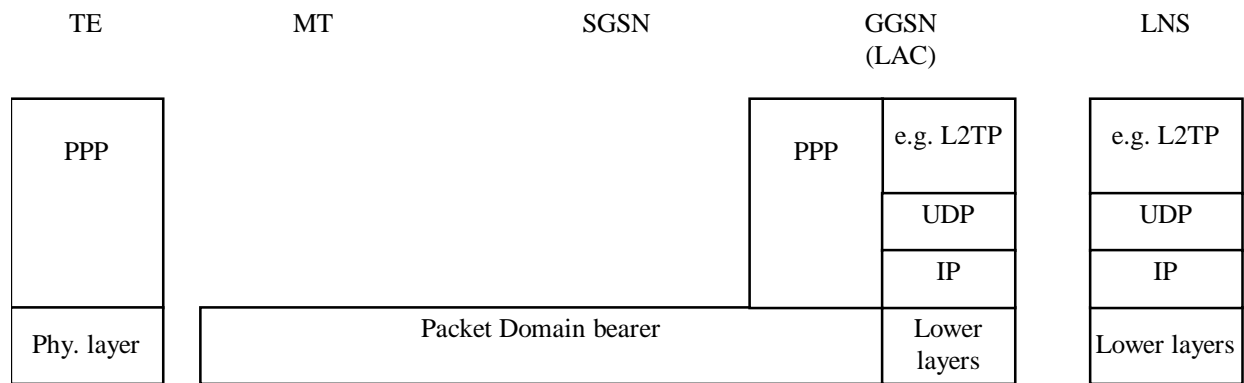 TE MT SGSN GGSN LNS
(LAC)
PPP PPP e.g. L2TP e.g. L2TP
UDP UDP
IP IP
Phy. layer Packet Domain bearer Lower layers Lower layers